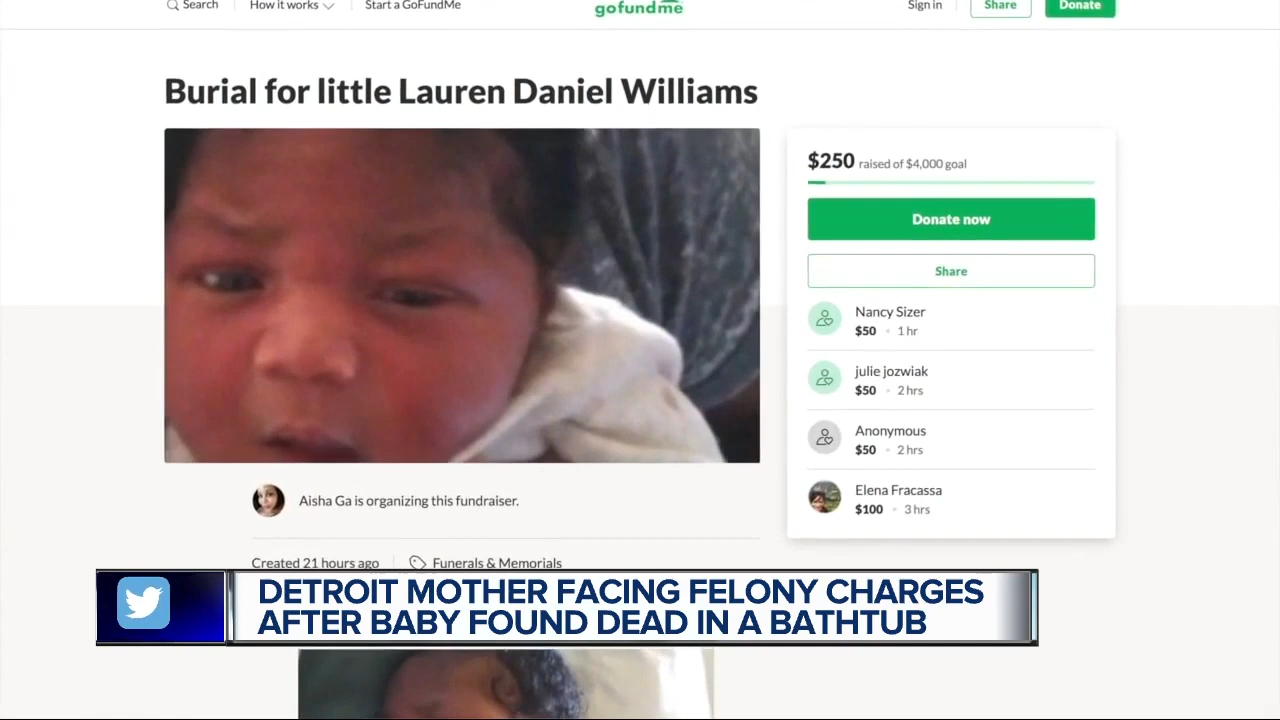 Search
How it works
Start a GoFundMe
gofundme
Sign in
Share
Donate
Burial for little Lauren Daniel Williams
$250 raised of $4,000 goal
Donate now
Share
Nancy Sizer
$50 • 1 hr
julie jozwiak
$50 • 2 hrs
Anonymous
$50 • 2 hrs
Elena Fracassa
$100 • 3 hrs
Aisha Ga is organizing this fundraiser.
Created 21 hours ago
Funerals & Memorials
DETROIT MOTHER FACING FELONY CHARGES
AFTER BABY FOUND DEAD IN A BATHTUB